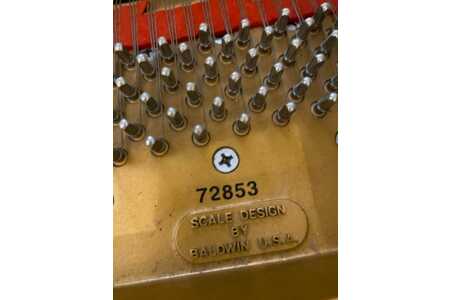 72853
SCALE DESIGN
BY
BALDWIN U.S.A.